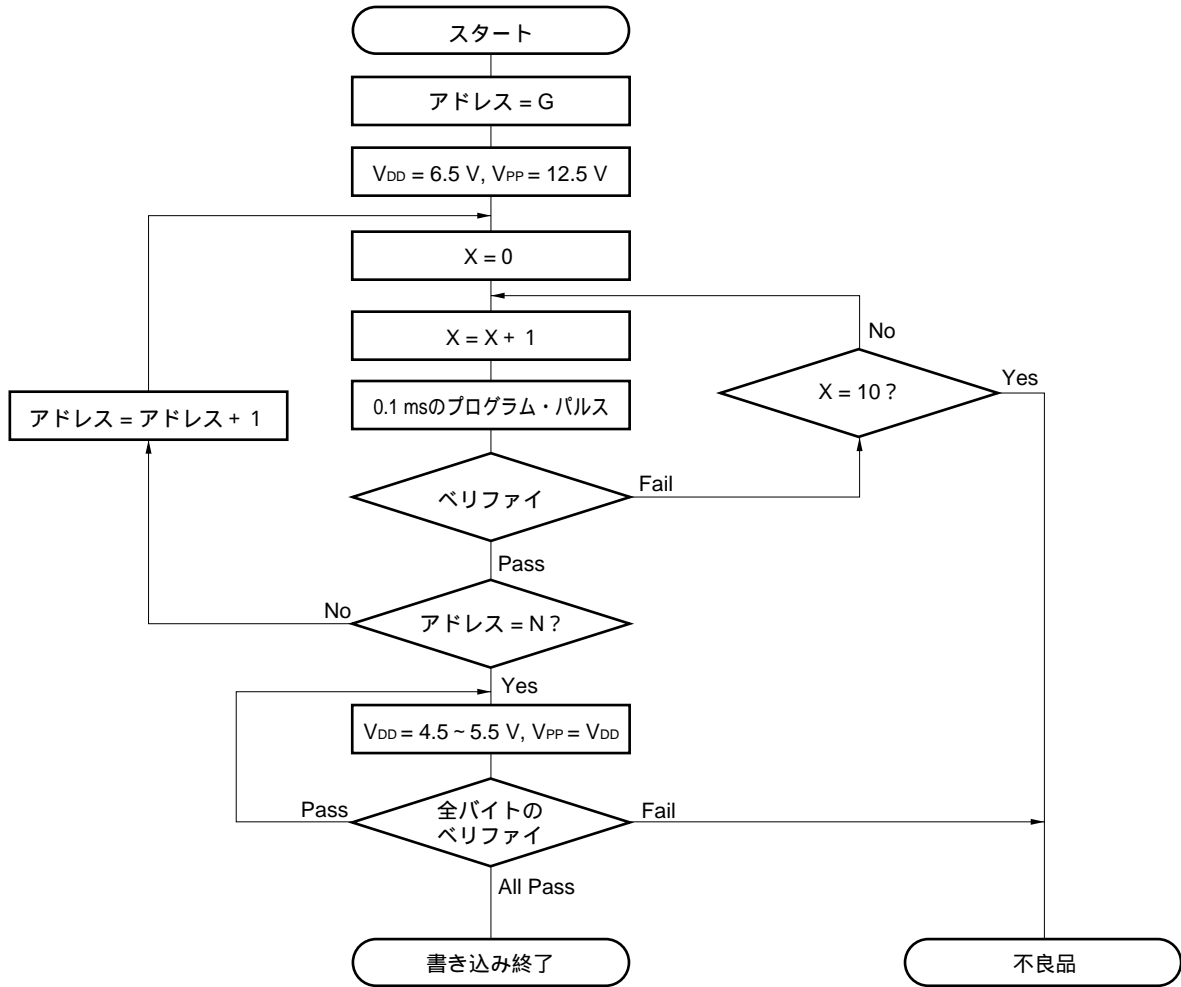 スタート
アドレス = G
VDD = 6.5 V, VPP = 12.5 V
X = 0
X = X + 1
No
X = 10 ?
Yes
アドレス = アドレス + 1
0.1 msのプログラム・パルス
ベリファイ
Fail
Pass
No
アドレス = N ?
Yes
VDD = 4.5 ~ 5.5 V, VPP = VDD
Pass
全バイトの
ベリファイ
Fail
All Pass
書き込み終了
不良品